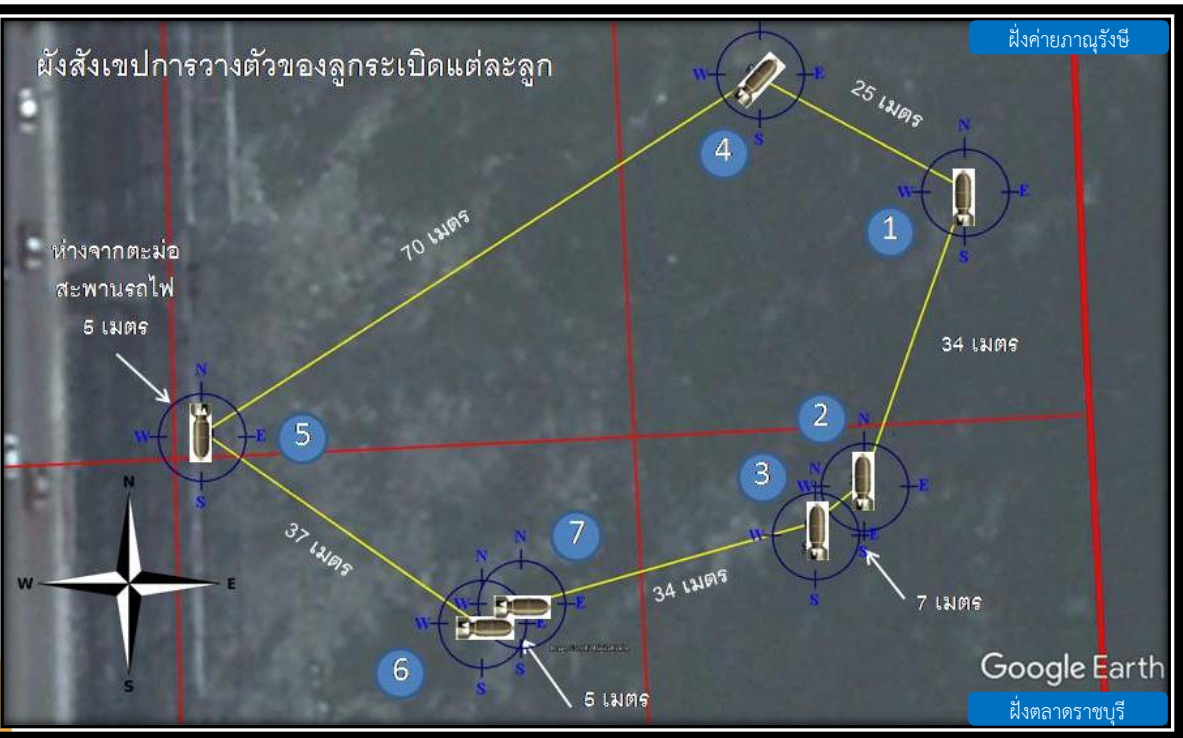 ฝั่งค่ายภาณุรังษี
ผังสังเขปการวางตัวของลูกระเบิดแต่ละลูก
W E
S
4
25 เมตร
N
W E
S
1
70 เมตร
ห่างจากตะม่อ
สะพานรถไฟ
5 เมตร
34 เมตร
N
W E
S
5
2
N
W E
S
3
N
W E
S
7 เมตร
N
W E
S
37 เมตร
7
N
W E
S
34 เมตร
N
W E
S
6
5 เมตร
Google Earth
ฝั่งตลาดราชบุรี